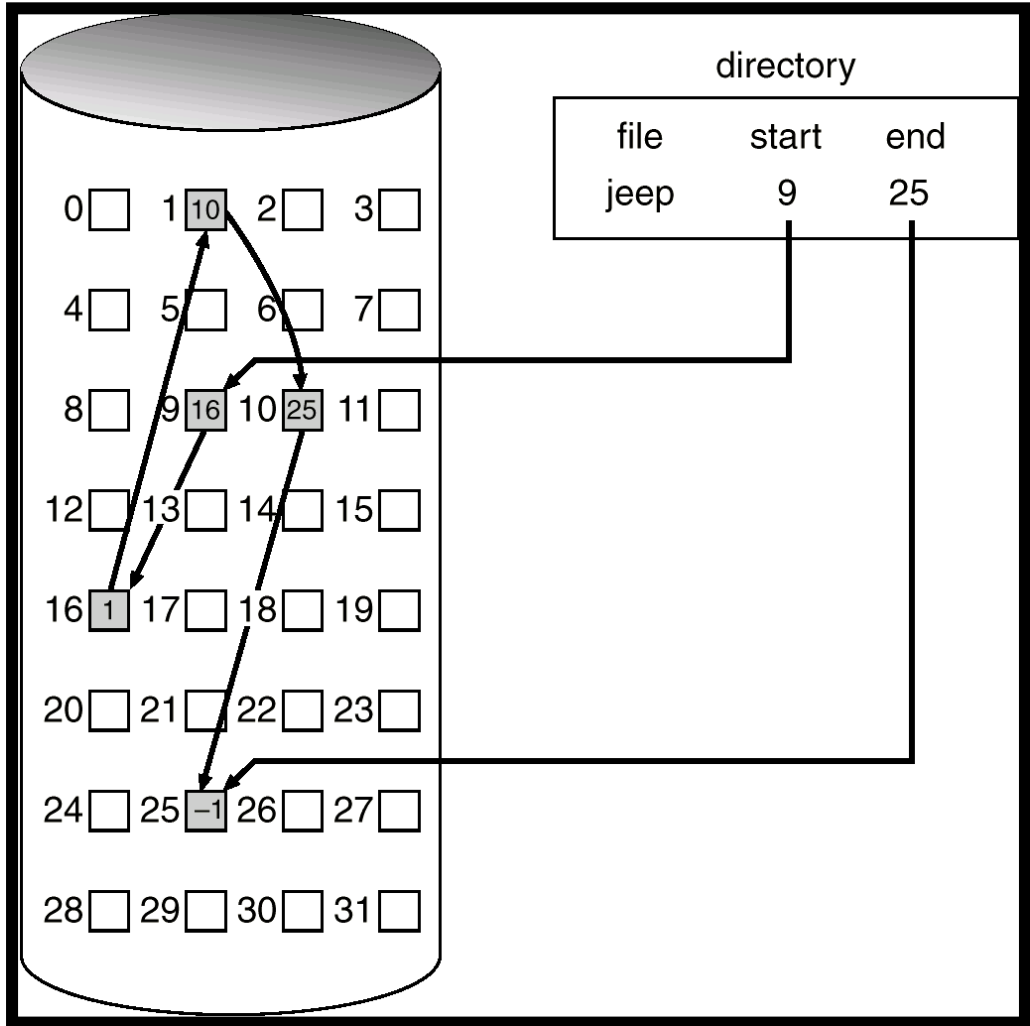 directory
file start end
jeep 9 25
0 1 10 2 3
4 5 6 7
8 9 16 10 25 11
12 13 14 15
16 1 17 18 19
20 21 22 23
24 25 –1 26 27
28 29 30 31